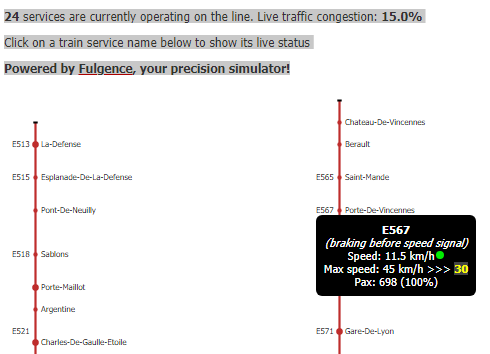 24 services are currently operating on the line. Live traffic congestion: 15.0%
Click on a train service name below to show its live status
Powered by Fulgence, your precision simulator!
E513 La-Defense
E515 Esplanade-De-La-Defense
Pont-De-Neuilly
E518 Sablons
Porte-Maillot
Argentine
E521
Charles-De-Gaulle-Etoile
Chateau-De-Vincennes
Berault
E565 Saint-Mande
E567 Porte-De-Vincennes
E567
(braking before speed signal)
Speed: 11.5 km/h
Max speed: 45 km/h >>> 30
Pax: 698 (100%)
E571 Gare-De-Lyon